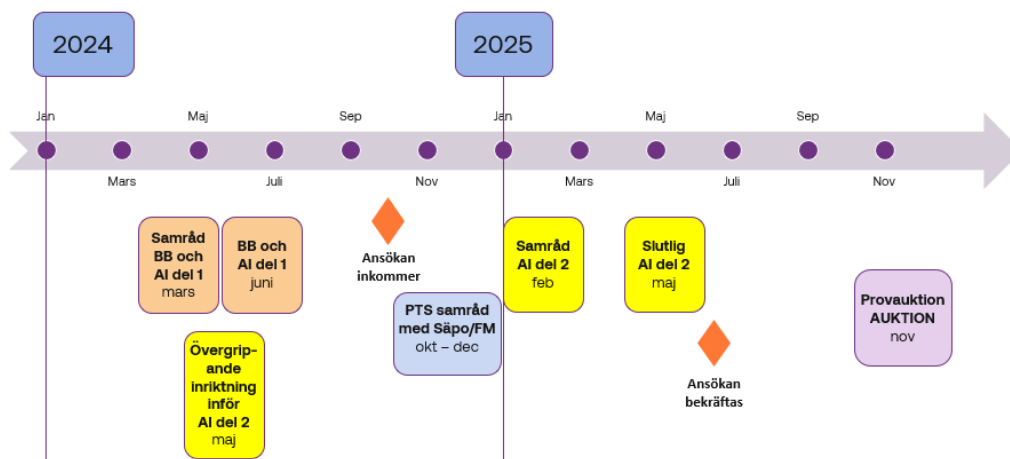 2024
2025
Jan
Maj
Sep
Jan
Maj
Sep
Mars
Juli
Nov
Mars
Juli
Nov
Samråd
BB och
AI del 1
mars
BB och
AI del 1
juni
Ansökan
inkommer
Samråd
AI del 2
feb
Slutlig
AI del 2
maj
Provauktion
AUKTION
nov
PTS samråd
med Säpo/FM
okt – dec
Övergrip-
ande
inriktning
inför
AI del 2
maj
Ansökan
bekräftas